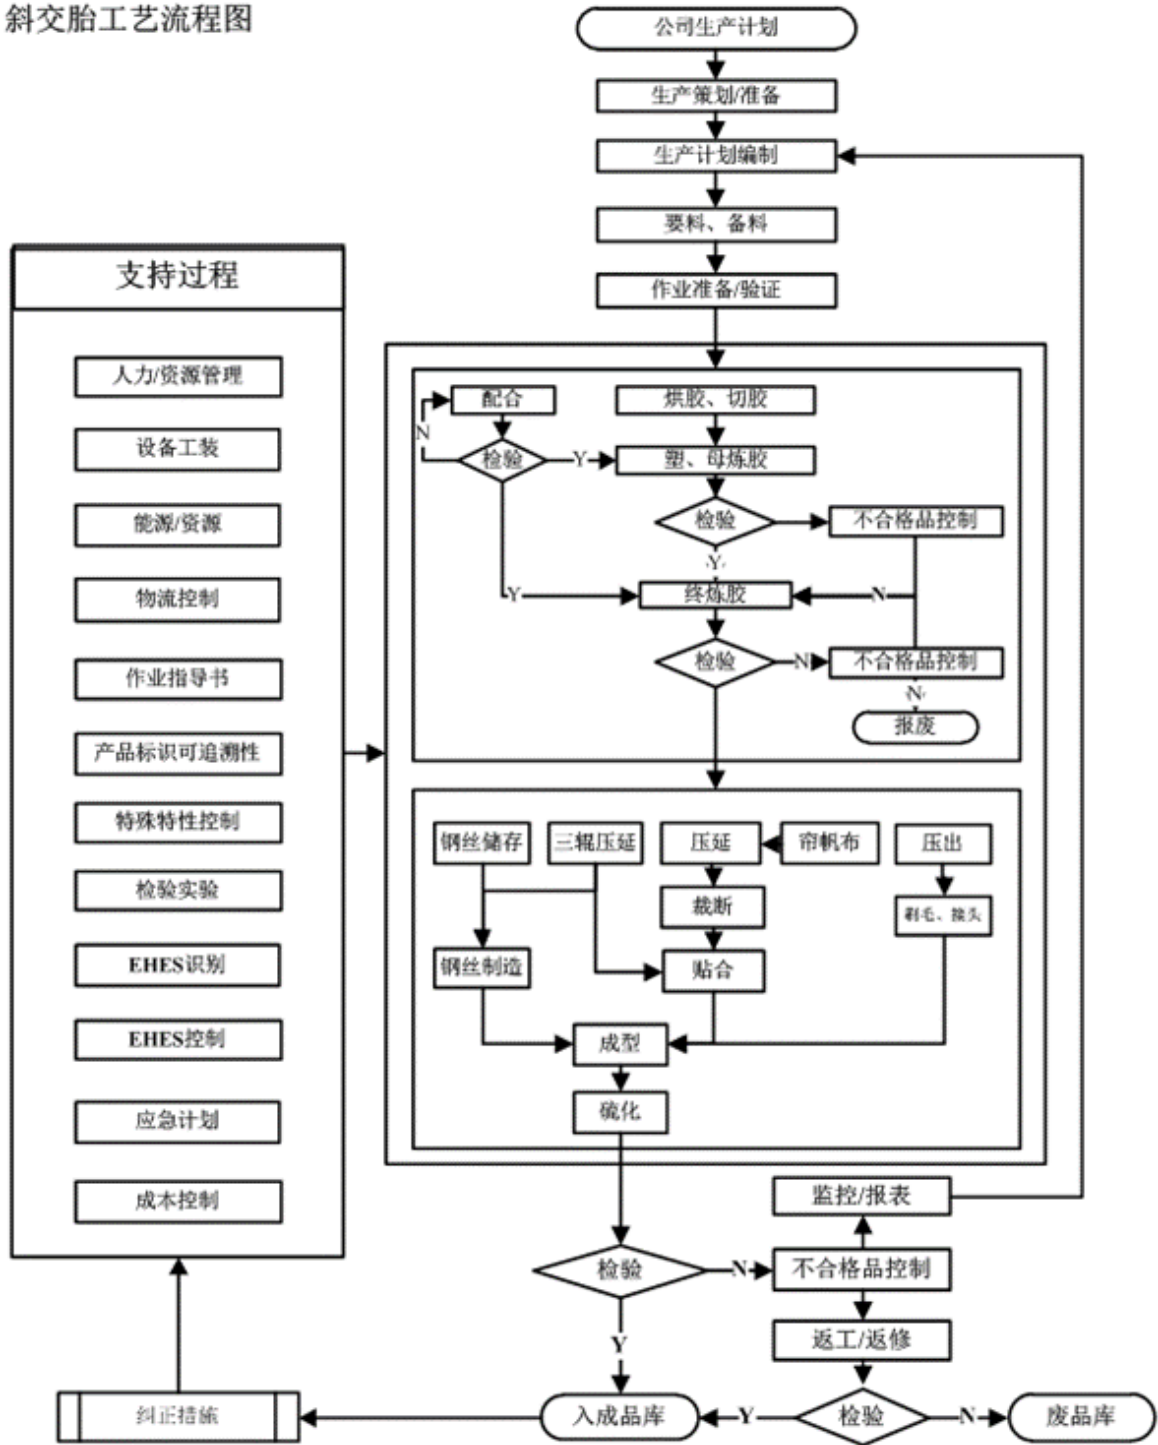 斜交胎工艺流程图
公司生产计划
生产策划/准备
生产计划编制
要料、备料
作业准备/验证
支持过程
人力/资源管理
设备工装
能源/资源
物流控制
作业指导书
产品标识可追溯性
特殊特性控制
检验实验
EHES识别
EHES控制
应急计划
成本控制
配合
烘胶、切胶
N
检验
Y
塑、母炼胶
检验
不合格品控制
Y
Y
终炼胶
N
检验
N
不合格品控制
N
报废
钢丝储存
三辊压延
压延
帘帆布
压出
裁断
刺毛、接头
钢丝制造
贴合
成型
硫化
监控/报表
检验
N
不合格品控制
Y
返工/返修
纠正措施
入成品库
Y
检验
N
废品库